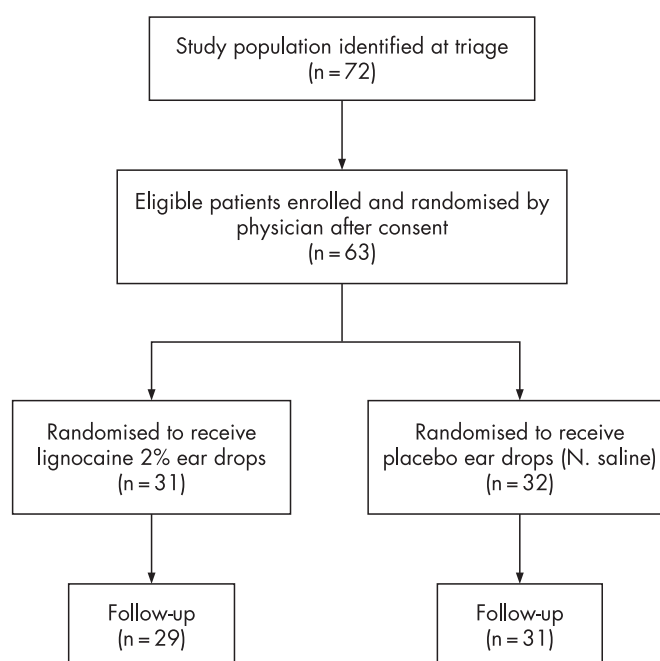 Study population identified at triage
(n = 72)
Eligible patients enrolled and randomised by
physician after consent
(n = 63)
Randomised to receive
lignocaine 2% ear drops
(n = 31)
Randomised to receive
placebo ear drops (N. saline)
(n = 32)
Follow-up
(n = 29)
Follow-up
(n = 31)